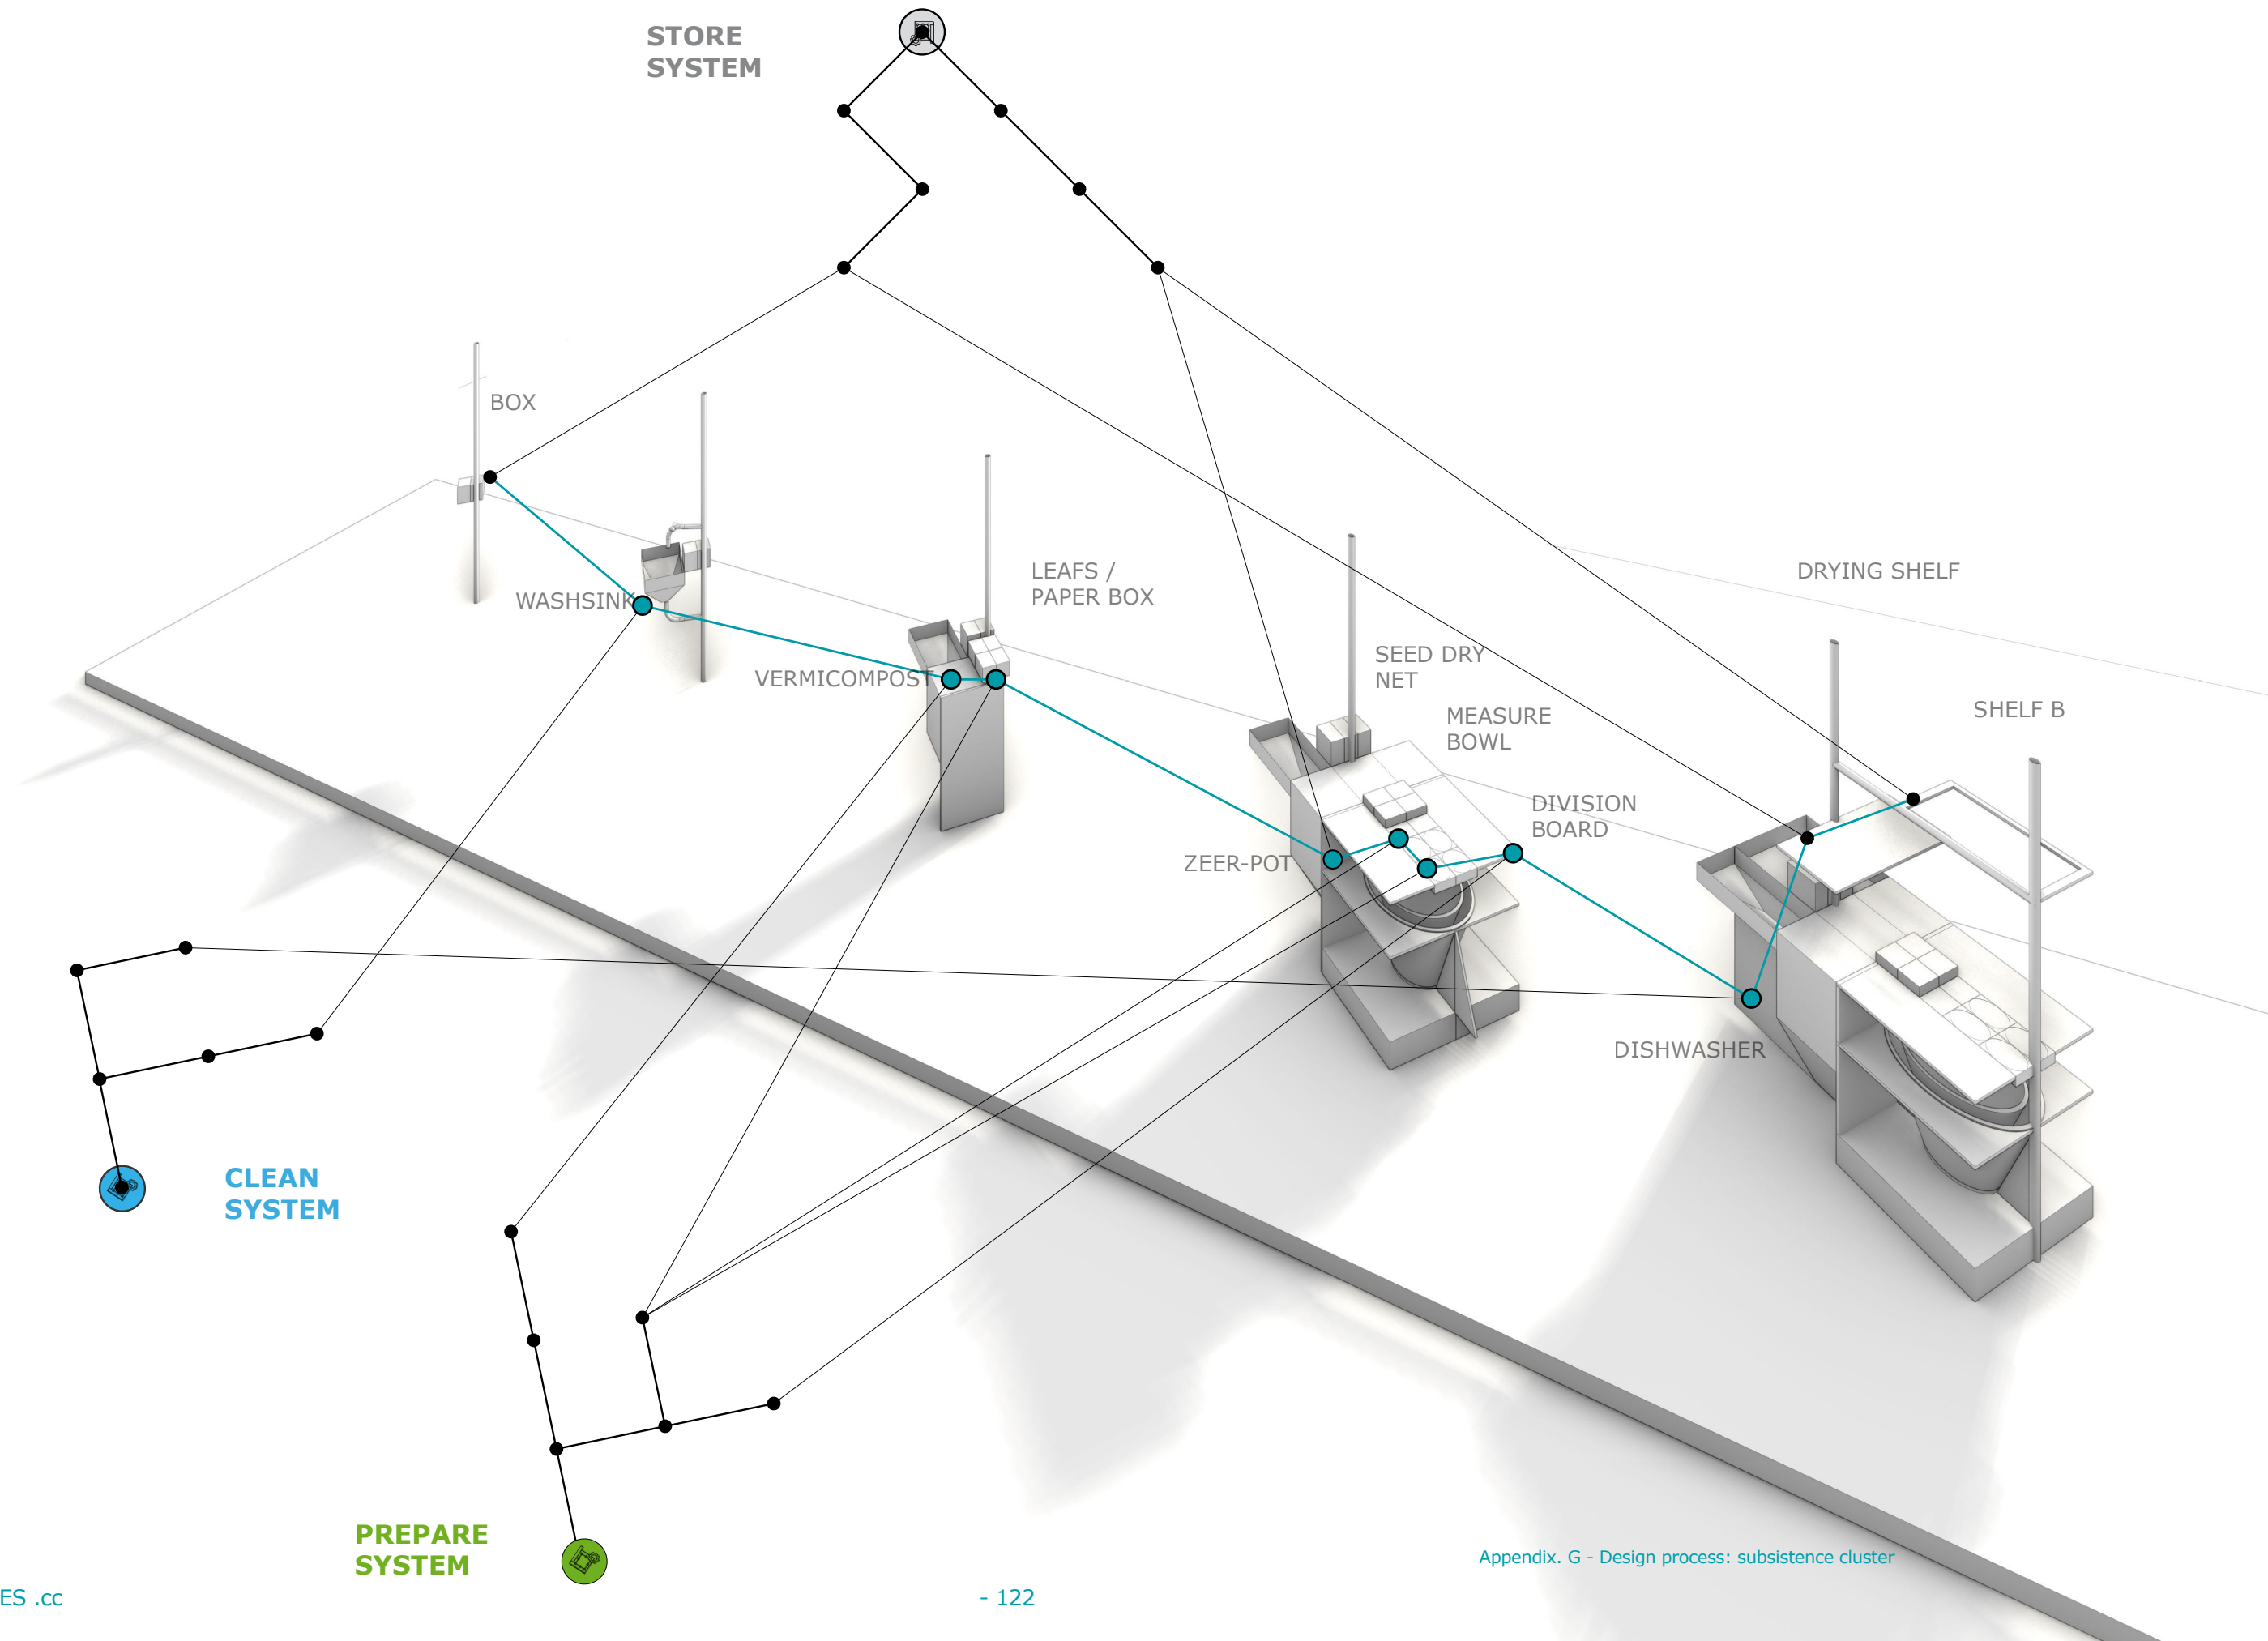 STORE
SYSTEM
BOX
LEAFS /
PAPER BOX
DRYING SHELF
WASHSINK
SEED DRY
NET
VERMICOMPOST
SHELF B
MEASURE
BOWL
DIVISION
BOARD
ZEER-POT
DISHWASHER
CLEAN
SYSTEM
PREPARE
SYSTEM
Appendix. G - Design process: subsistence cluster
ES .cc
- 122